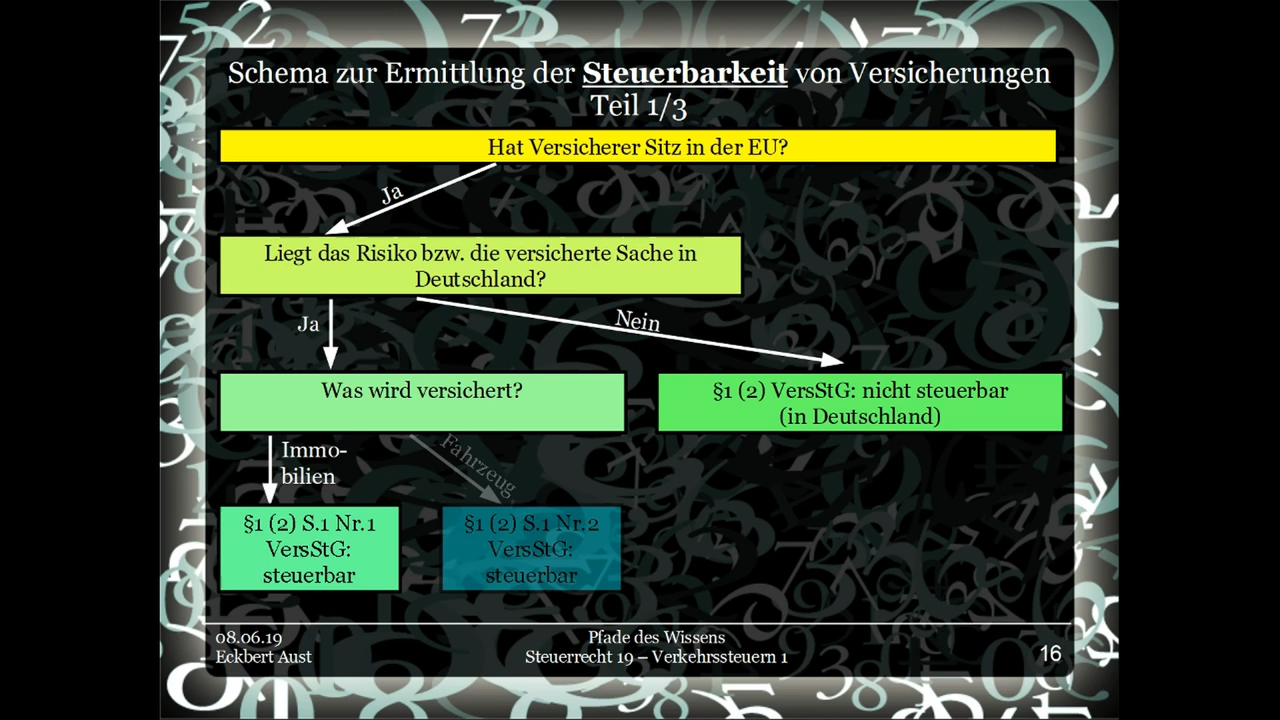 Schema zur Ermittlung der Steuerbarkeit von Versicherungen
Teil 1/3
Hat Versicherer Sitz in der EU?
Ja
Liegt das Risiko bzw. die versicherte Sache in
Deutschland?
Ja
Nein
Was wird versichert?
§1 (2) VersStG: nicht steuerbar
(in Deutschland)
Immo-
bilien
Fahrzeug
§1 (2) S.1 Nr.1
VersStG:
steuerbar
§1 (2) S.1 Nr.2
VersStG:
steuerbar
08.06.19
Eckbert Aust
Pfade des Wissens
Steuerrecht 19 – Verkehrssteuern 1
16